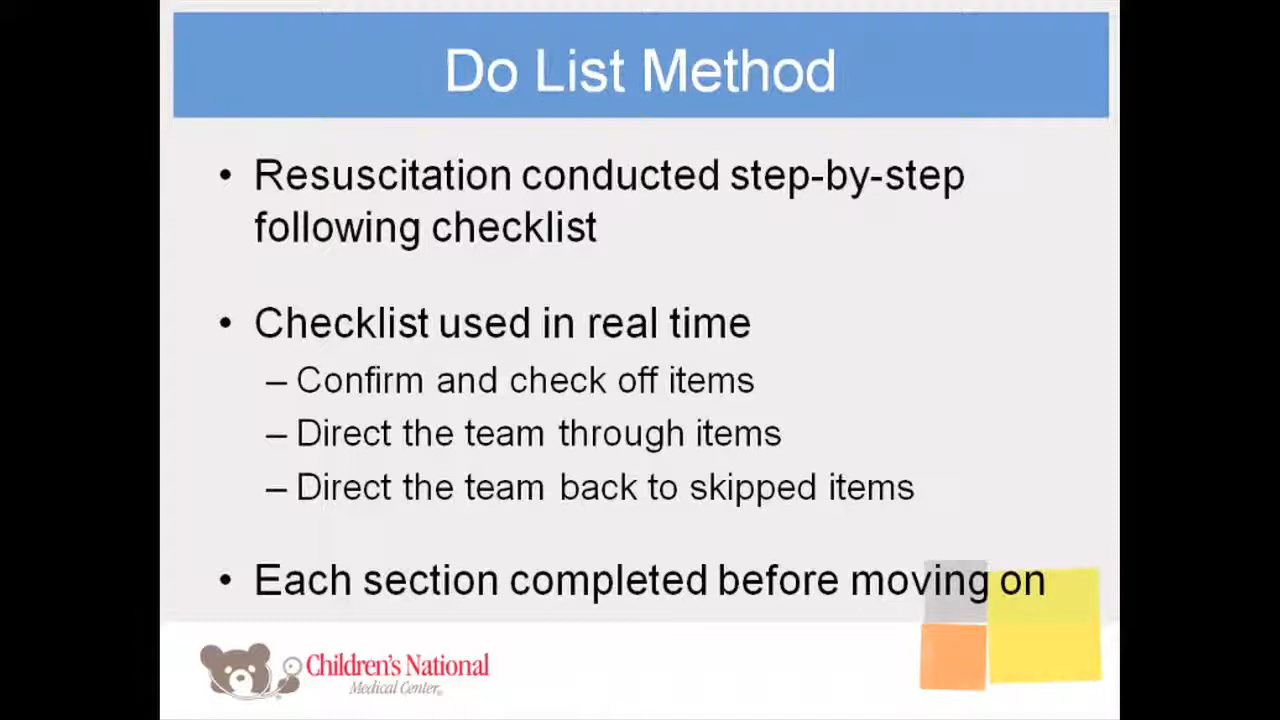 Do List Method
• Resuscitation conducted step-by-step
following checklist
• Checklist used in real time
– Confirm and check off items
– Direct the team through items
– Direct the team back to skipped items
• Each section completed before moving on
Children's National
Medical Center®